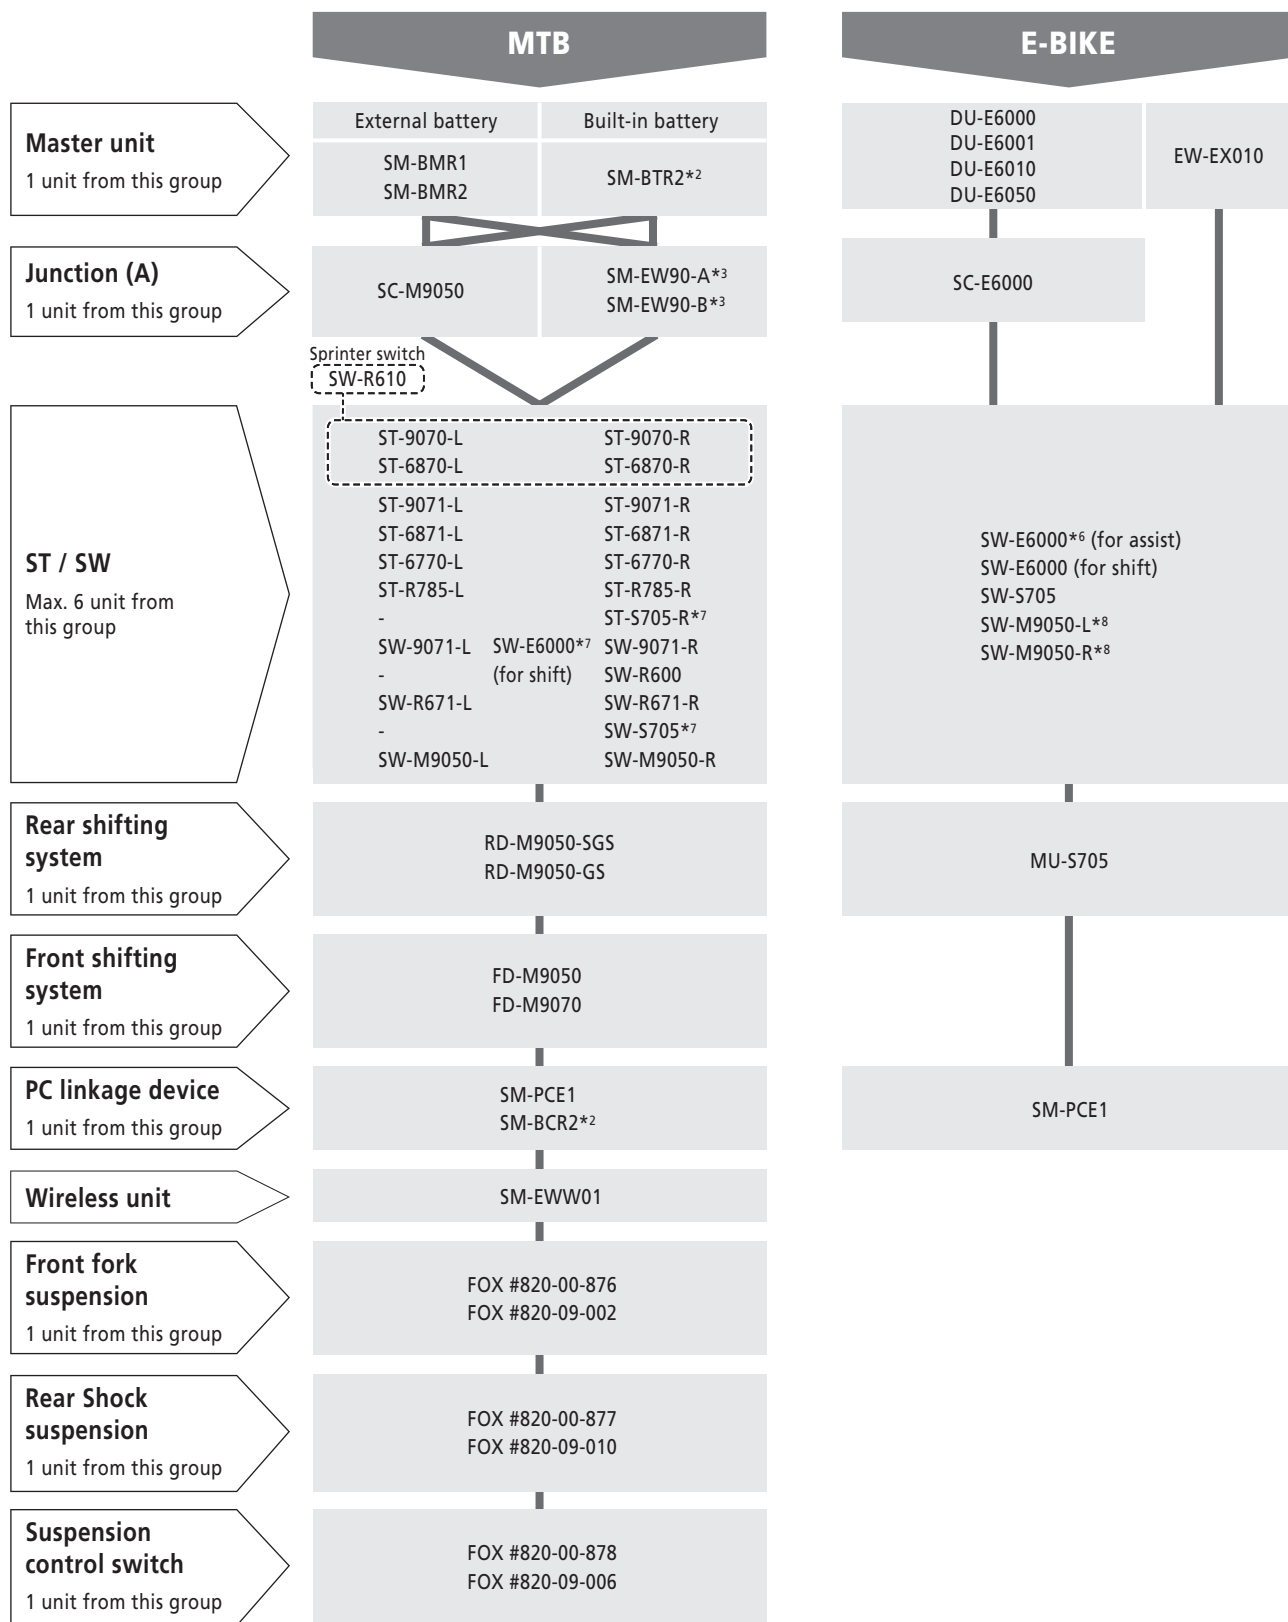 MTB
E-BIKE
Master unit
1 unit from this group
External battery
Built-in battery
SM-BMR1
SM-BMR2
SM-BTR2*2
DU-E6000
DU-E6001
DU-E6010
DU-E6050
EW-EX010
Junction (A)
1 unit from this group
SC-M9050
SM-EW90-A*3
SM-EW90-B*3
SC-E6000
Sprinter switch
SW-R610
ST / SW
Max. 6 unit from
this group
ST-9070-L ST-9070-R
ST-6870-L ST-6870-R
ST-9071-L ST-9071-R
ST-6871-L ST-6871-R
ST-6770-L ST-6770-R
ST-R785-L ST-R785-R
- ST-S705-R*7
SW-9071-L SW-E6000*7 SW-9071-R
- (for shift) SW-R600
SW-R671-L SW-R671-R
- SW-S705*7
SW-M9050-L SW-M9050-R
SW-E6000*6 (for assist)
SW-E6000 (for shift)
SW-S705
SW-M9050-L*8
SW-M9050-R*8
Rear shifting
system
1 unit from this group
RD-M9050-SGS
RD-M9050-GS
MU-S705
Front shifting
system
1 unit from this group
FD-M9050
FD-M9070
PC linkage device
1 unit from this group
SM-PCE1
SM-BCR2*2
SM-PCE1
Wireless unit
SM-EWW01
Front fork
suspension
1 unit from this group
FOX #820-00-876
FOX #820-09-002
Rear Shock
suspension
1 unit from this group
FOX #820-00-877
FOX #820-09-010
Suspension
control switch
1 unit from this group
FOX #820-00-878
FOX #820-09-006